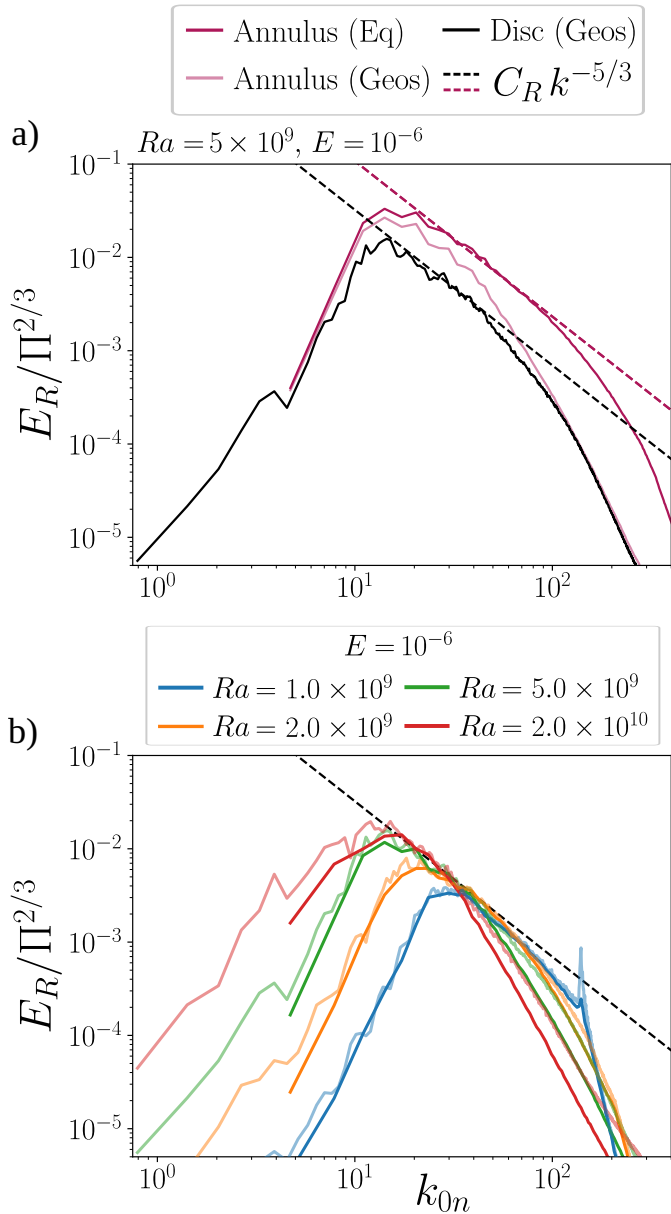 Annulus (Eq) Disc (Geos)
Annulus (Geos) C_R k^{-5/3}
a)
Ra = 5 × 10^9, E = 10^{-6}
10^{-1}
10^{-2}
10^{-3}
10^{-4}
10^{-5}
E_R/Π^{2/3}
10^0 10^1 10^2
E = 10^{-6}
Ra = 1.0 × 10^9 Ra = 5.0 × 10^9
Ra = 2.0 × 10^9 Ra = 2.0 × 10^{10}
b)
10^{-1}
10^{-2}
10^{-3}
10^{-4}
10^{-5}
E_R/Π^{2/3}
10^0 10^1 10^2
k_{0n}